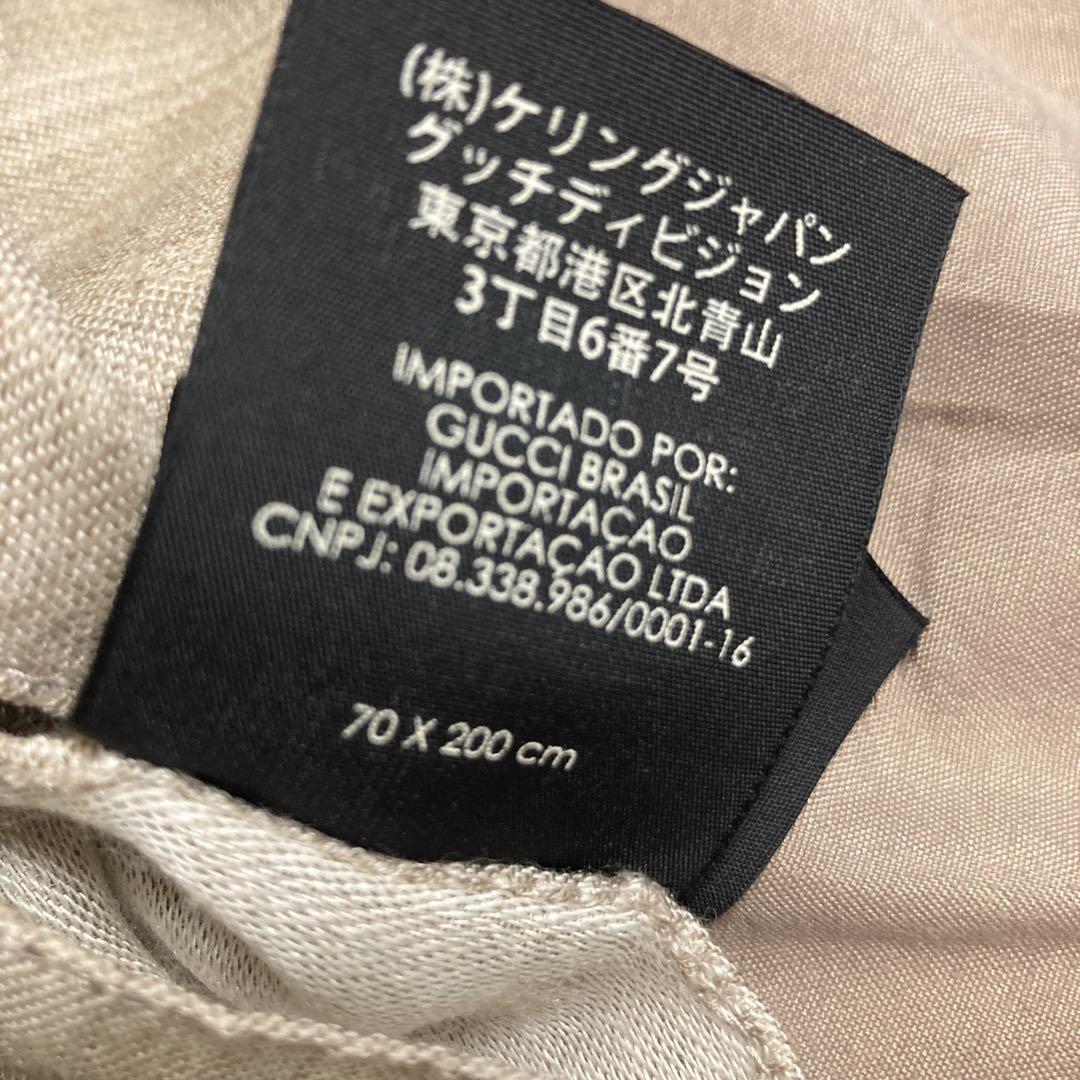 (株)ケリングジャパン
グッチディビジョン
東京都港区北青山
3丁目6番7号
IMPORTADO POR:
GUCCI BRASIL
IMPORTAÇAO
E EXPORTAÇAO LTDA
CNPJ: 08.338.986/0001-16
70 X 200 cm